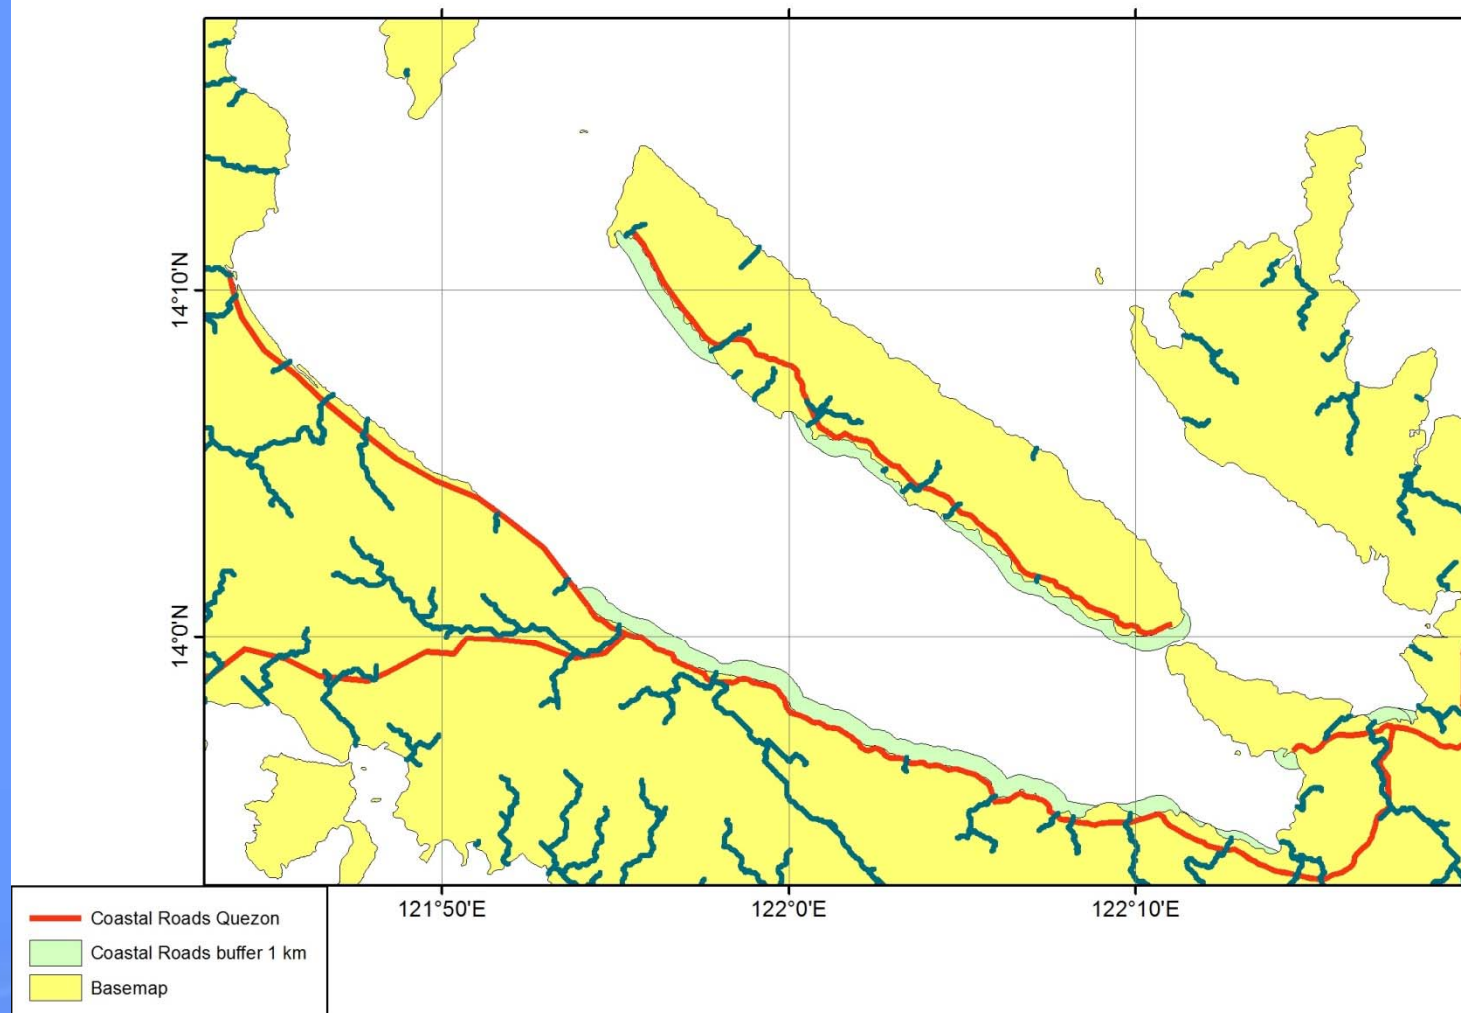 14°10'N
14°0'N
121°50'E
122°0'E
122°10'E
Coastal Roads Quezon
Coastal Roads buffer 1 km
Basemap